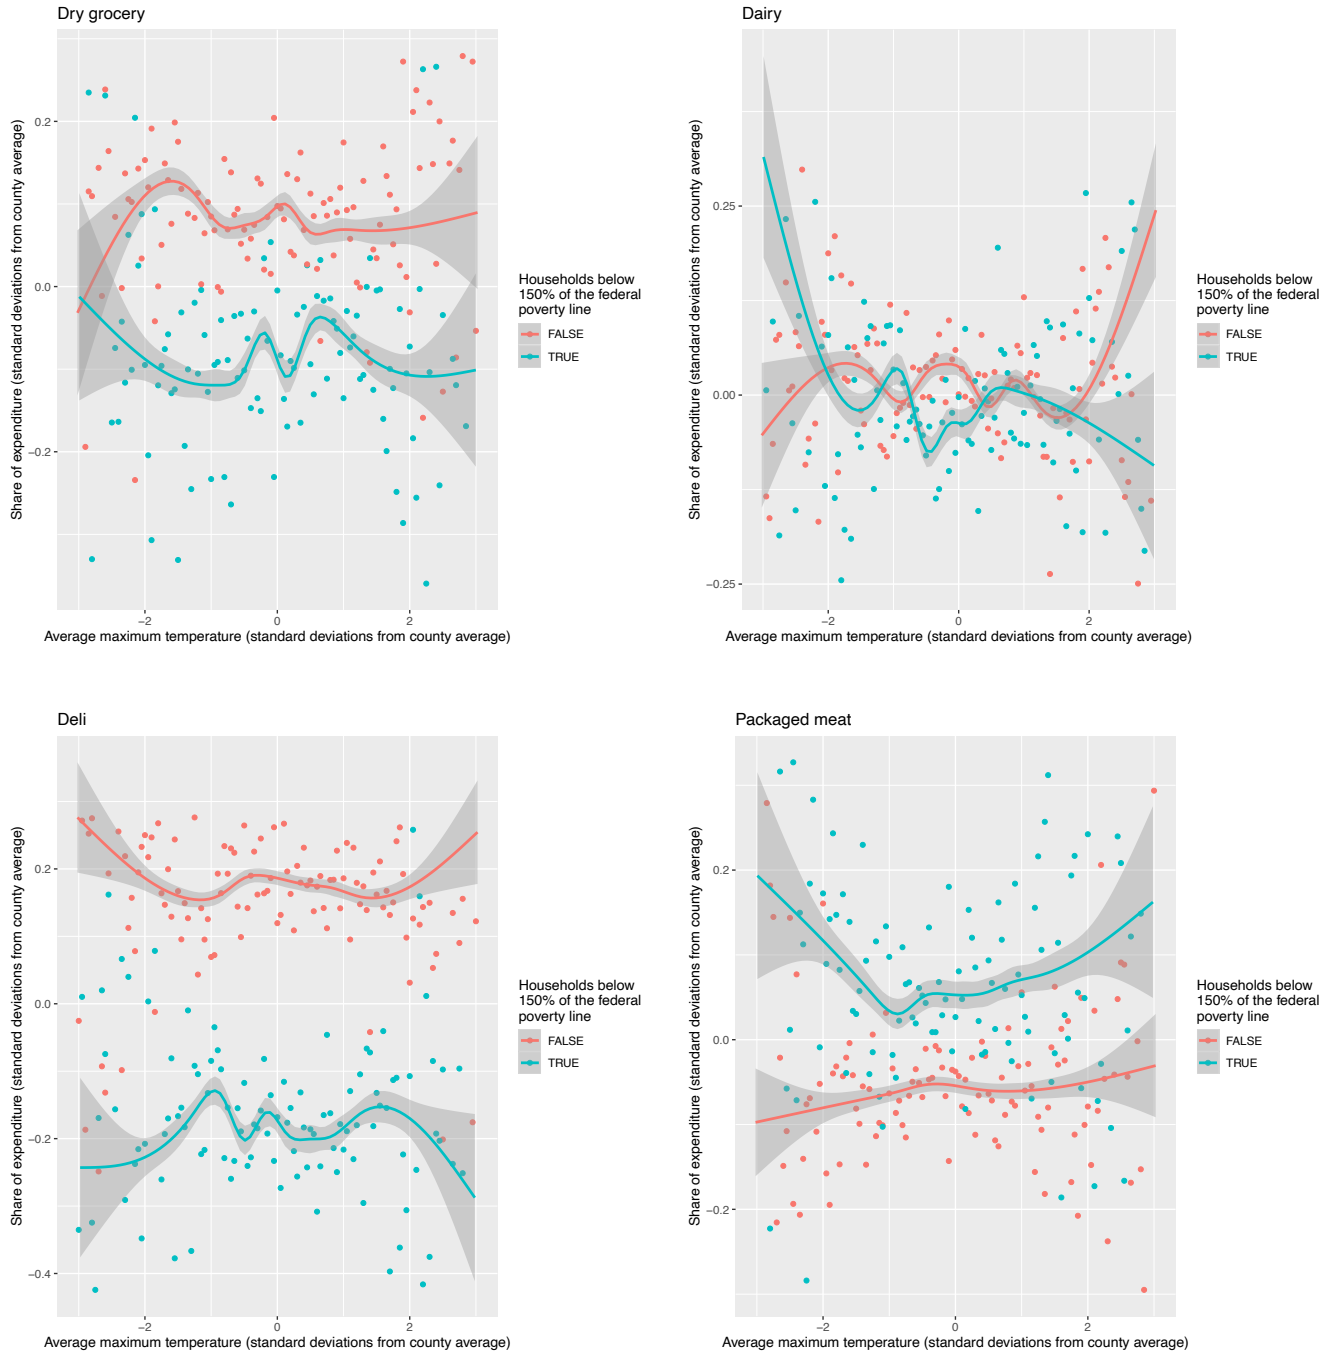 Dry grocery
Share of expenditure (standard deviations from county average)
0.2
0.0
−0.2
−2
0
2
Average maximum temperature (standard deviations from county average)
Households below
150% of the federal
poverty line
FALSE
TRUE
Dairy
Share of expenditure (standard deviations from county average)
0.25
0.00
−0.25
−2
0
2
Average maximum temperature (standard deviations from county average)
Households below
150% of the federal
poverty line
FALSE
TRUE
Deli
Share of expenditure (standard deviations from county average)
0.2
0.0
−0.2
−0.4
−2
0
2
Average maximum temperature (standard deviations from county average)
Households below
150% of the federal
poverty line
FALSE
TRUE
Packaged meat
Share of expenditure (standard deviations from county average)
0.2
0.0
−0.2
−2
0
2
Average maximum temperature (standard deviations from county average)
Households below
150% of the federal
poverty line
FALSE
TRUE